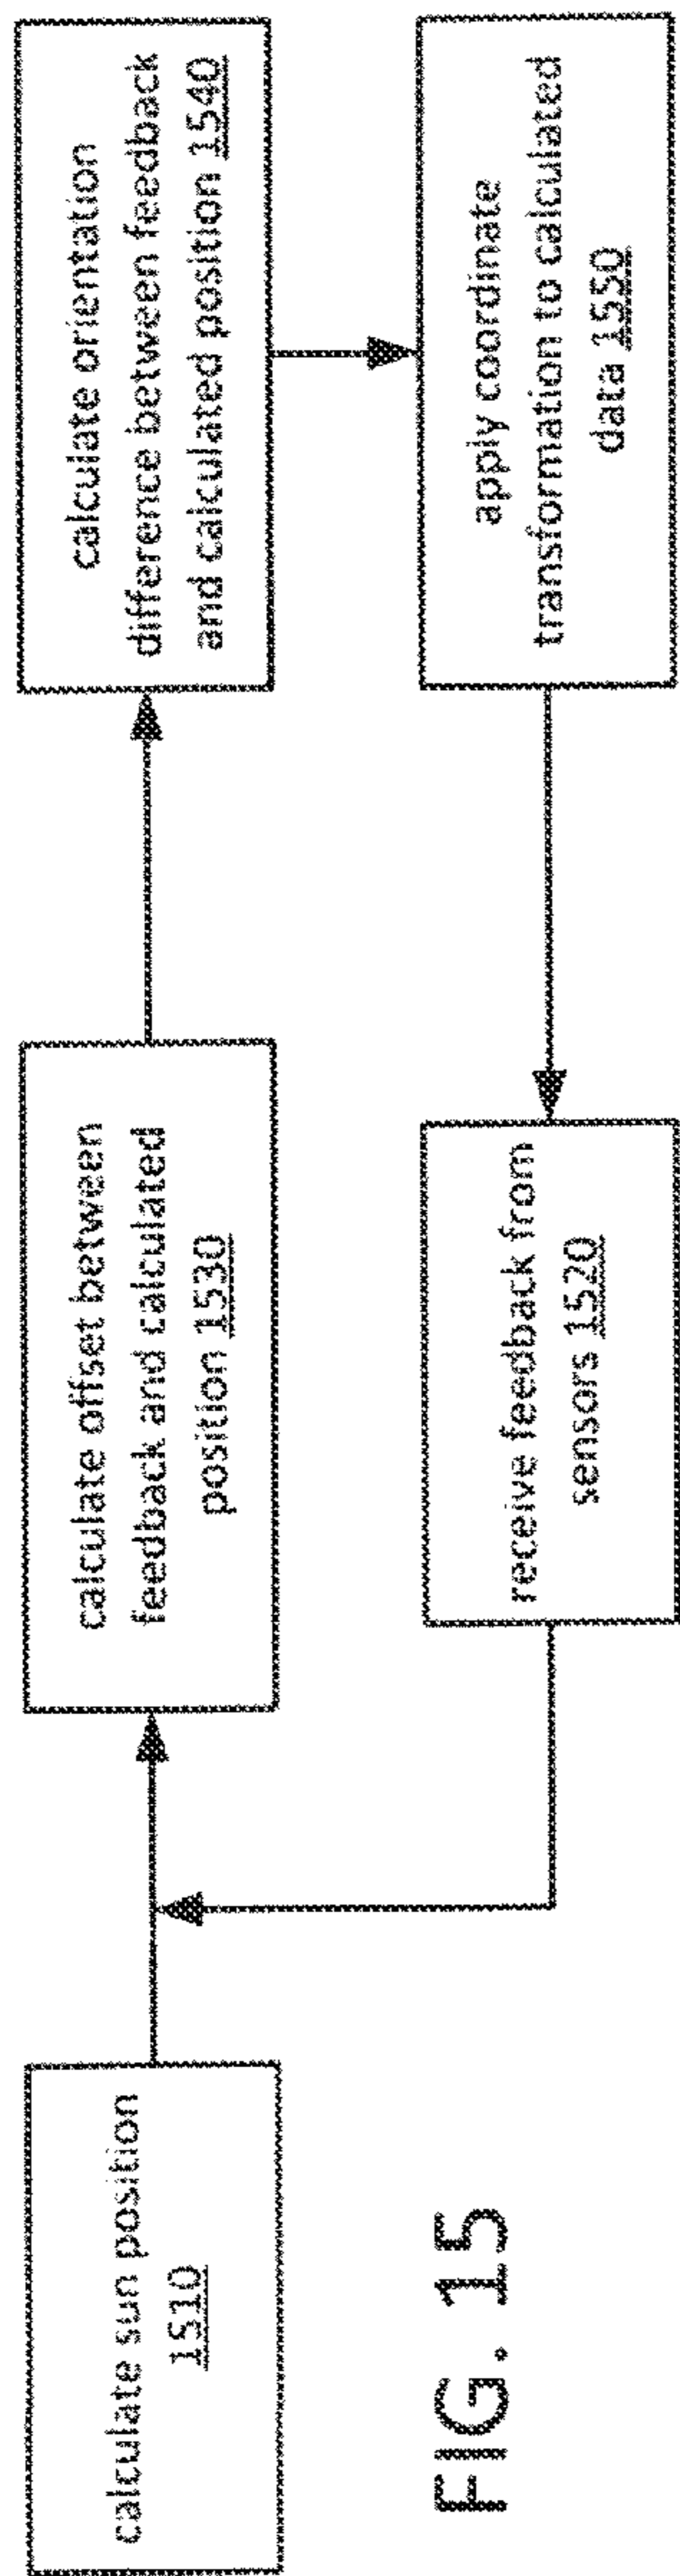 calculate sun position
1510
calculate offset between
feedback and calculated
position 1530
calculate orientation
difference between feedback
and calculated position 1540
receive feedback from
sensors 1520
apply coordinate
transformation to calculated
data 1550
FIG. 15